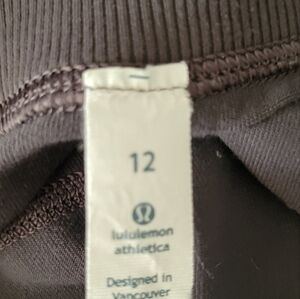 12
lululemon
athletica
Designed in
Vancouver